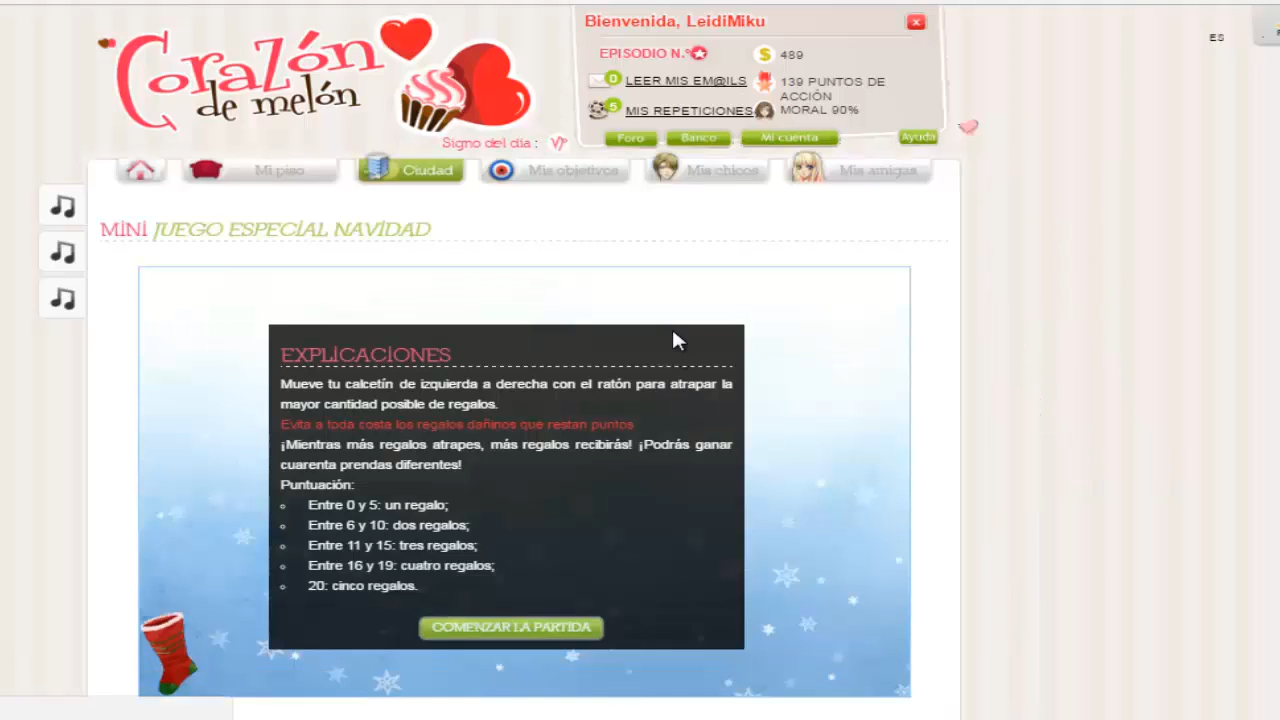 Corazón
de melón
Bienvenida, LeidiMiku
EPISODIO N.º
489
0 LEER MIS EM@ILS
139 PUNTOS DE
ACCIÓN
5 MIS REPETICIONES
MORAL 90%
Foro Banco Mi cuenta Ayuda
Signo del día :
ES
Mi piso Ciudad Mis objetivos Mis chicos Mis amigas
MINI JUEGO ESPECIAL NAVIDAD
EXPLICACIONES
Mueve tu calcetín de izquierda a derecha con el ratón para atrapar la
mayor cantidad posible de regalos.
Evita a toda costa los regalos dañinos que restan puntos
¡Mientras más regalos atrapes, más regalos recibirás! ¡Podrás ganar
cuarenta prendas diferentes!
Puntuación:
Entre 0 y 5: un regalo;
Entre 6 y 10: dos regalos;
Entre 11 y 15: tres regalos;
Entre 16 y 19: cuatro regalos;
20: cinco regalos.
COMENZAR LA PARTIDA